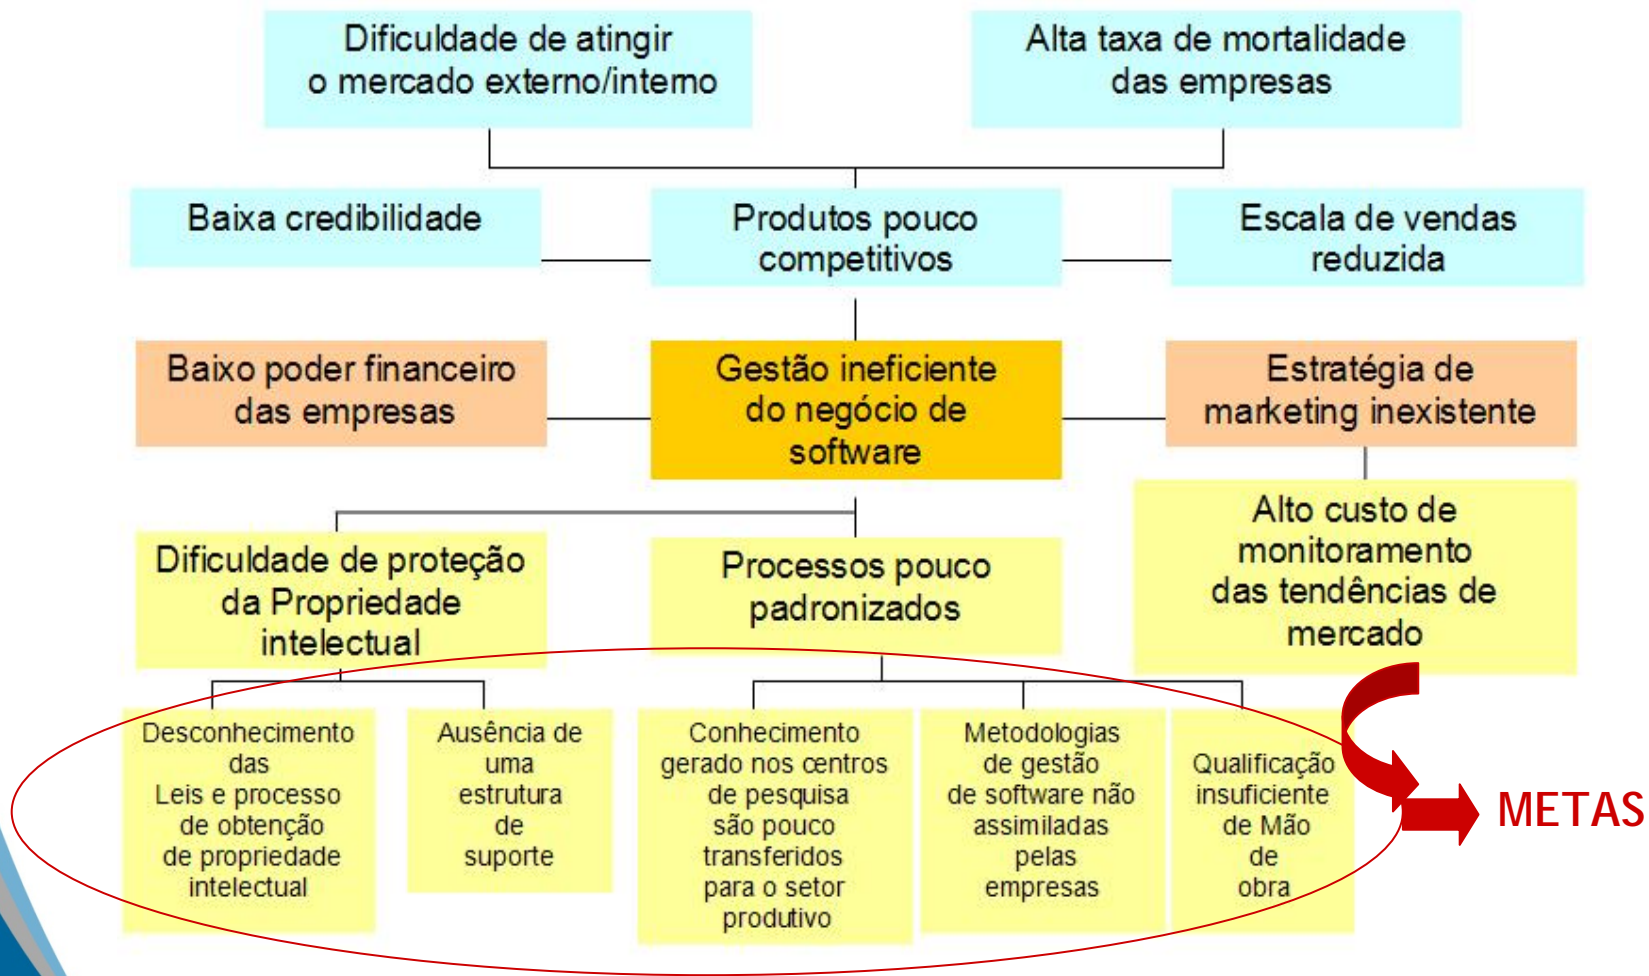 Dificuldade de atingir
o mercado externo/interno
Alta taxa de mortalidade
das empresas
Baixa credibilidade
Produtos pouco
competitivos
Escala de vendas
reduzida
Baixo poder financeiro
das empresas
Gestão ineficiente
do negócio de
software
Estratégia de
marketing inexistente
Dificuldade de proteção
da Propriedade
intelectual
Processos pouco
padronizados
Alto custo de
monitoramento
das tendências de
mercado
Desconhecimento
das
Leis e processo
de obtenção
de propriedade
intelectual
Ausência de
uma
estrutura
de
suporte
Conhecimento
gerado nos centros
de pesquisa
são pouco
transferidos
para o setor
produtivo
Metodologias
de gestão
de software não
assimiladas
pelas
empresas
Qualificação
insuficiente
de Mão
de
obra
METAS